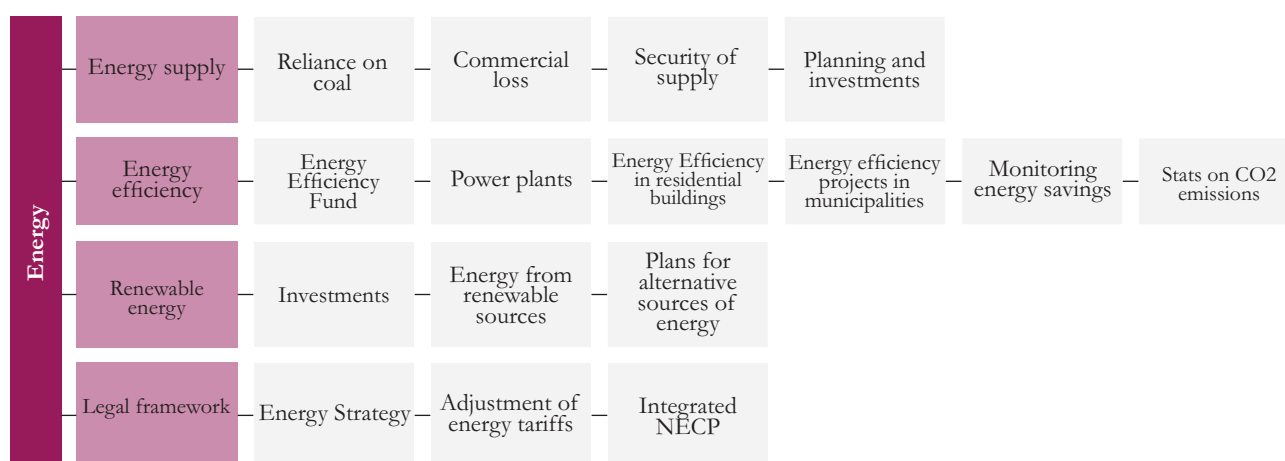 Energy
Energy supply
Reliance on
coal
Commercial
loss
Security of
supply
Planning and
investments
Energy
efficiency
Energy
Efficiency
Fund
Power plants
Energy Efficiency
in residential
buildings
Energy efficiency
projects in
municipalities
Monitoring
energy savings
Stats on CO2
emissions
Renewable
energy
Investments
Energy from
renewable
sources
Plans for
alternative
sources of
energy
Legal framework
Energy Strategy
Adjustment of
energy tariffs
Integrated
NECP